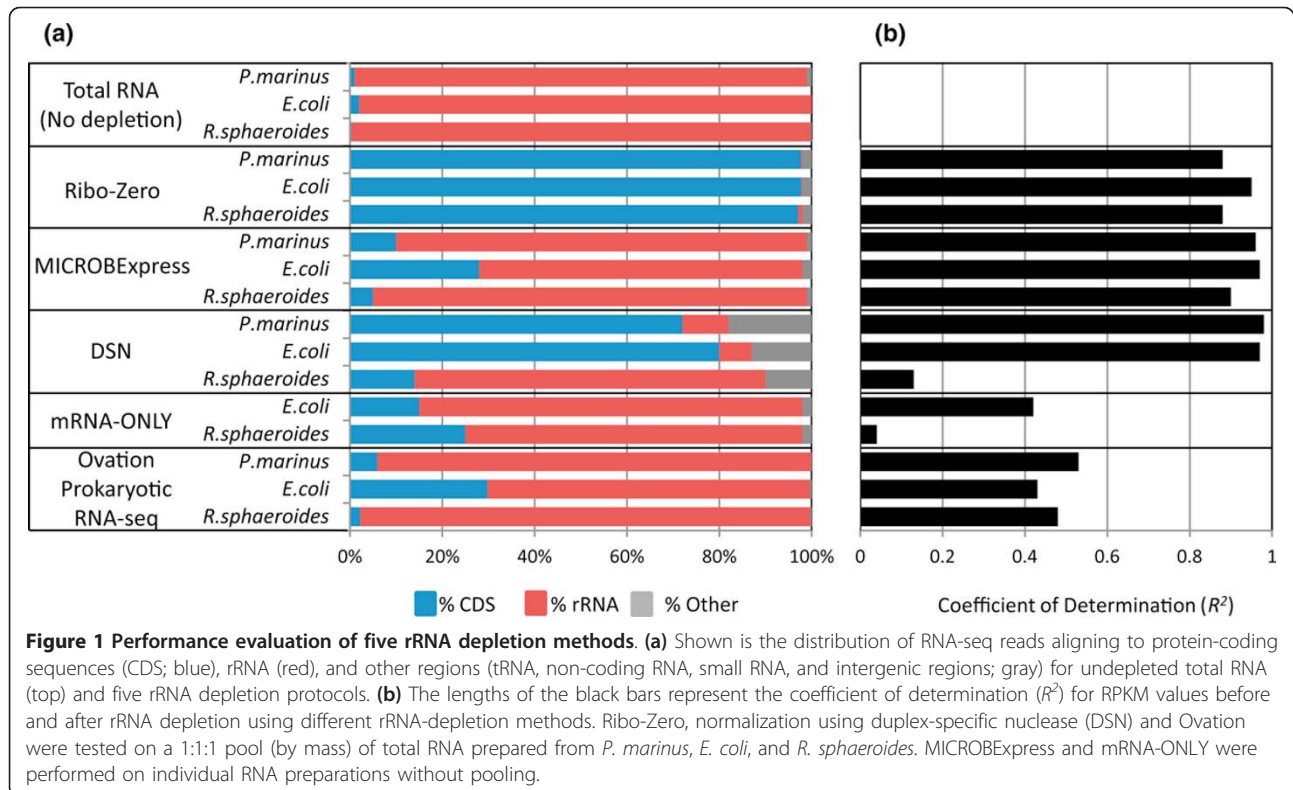 (a)
(b)
Total RNA
(No depletion)
P.marinus
E.coli
R.sphaeroides
Ribo-Zero
P.marinus
E.coli
R.sphaeroides
MICROBExpress
P.marinus
E.coli
R.sphaeroides
DSN
P.marinus
E.coli
R.sphaeroides
mRNA-ONLY
E.coli
R.sphaeroides
Ovation
Prokaryotic
RNA-seq
P.marinus
E.coli
R.sphaeroides
0% 20% 40% 60% 80% 100%
0 0.2 0.4 0.6 0.8 1
% CDS % rRNA % Other
Coefficient of Determination (R²)
Figure 1 Performance evaluation of five rRNA depletion methods. (a) Shown is the distribution of RNA-seq reads aligning to protein-coding
sequences (CDS; blue), rRNA (red), and other regions (tRNA, non-coding RNA, small RNA, and intergenic regions; gray) for undepleted total RNA
(top) and five rRNA depletion protocols. (b) The lengths of the black bars represent the coefficient of determination (R²) for RPKM values before
and after rRNA depletion using different rRNA-depletion methods. Ribo-Zero, normalization using duplex-specific nuclease (DSN) and Ovation
were tested on a 1:1:1 pool (by mass) of total RNA prepared from P. marinus, E. coli, and R. sphaeroides. MICROBExpress and mRNA-ONLY were
performed on individual RNA preparations without pooling.